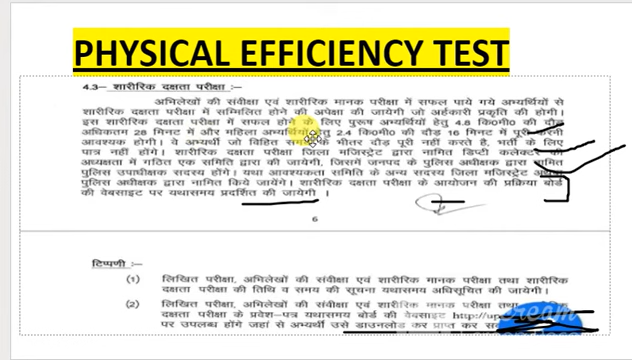 PHYSICAL EFFICIENCY TEST
4.3- शारीरिक दक्षता परीक्षा :-
अभिलेखों की संवीक्षा एवं शारीरिक मानक परीक्षा में सफल पाये गये अभ्यर्थियों से
शारीरिक दक्षता परीक्षा में सम्मिलित होने की अपेक्षा की जायेगी जो अर्हकारी प्रकृति की होगी।
इस शारीरिक दक्षता परीक्षा में सफल होने के लिए पुरूष अभ्यर्थियों हेतु 4.8 कि0मी0 की दौड़
अधिकतम 28 मिनट में और महिला अभ्यर्थियों हेतु 2.4 कि0मी0 की दौड़ 16 मिनट में पूरी करनी
आवश्यक होगी। वे अभ्यर्थी जो विहित समय के भीतर दौड़ पूरी नहीं करते है, भर्ती के लिए
पात्र नहीं होंगे। शारीरिक दक्षता परीक्षा जिला मजिस्ट्रेट द्वारा नामित डिप्टी कलेक्टर की
अध्यक्षता में गठित एक समिति द्वारा की जायेगी, जिसमें जनपद के पुलिस अधीक्षक द्वारा नामित
पुलिस उपाधीक्षक सदस्य होंगे। यथा आवश्यकता समिति के अन्य सदस्य जिला मजिस्ट्रेट अथवा
पुलिस अधीक्षक द्वारा नामित किये जायेंगे। शारीरिक दक्षता परीक्षा के आयोजन की प्रक्रिया बोर्ड
की वेबसाइट पर यथासमय प्रदर्शित की जायेगी ।
6
टिप्पणी :-
(1) लिखित परीक्षा, अभिलेखों की संवीक्षा एवं शारीरिक मानक परीक्षा तथा शारीरिक
दक्षता परीक्षा की तिथि व समय की सूचना यथासमय अधिसूचित की जायेगी।
(2) लिखित परीक्षा, अभिलेखों की संवीक्षा एवं शारीरिक मानक परीक्षा तथा
दक्षता परीक्षा के प्रवेश-पत्र यथासमय बोर्ड की वेबसाइट
पर उपलब्ध होंगे जहां से अभ्यर्थी उसे डाउनलोड कर प्राप्त कर